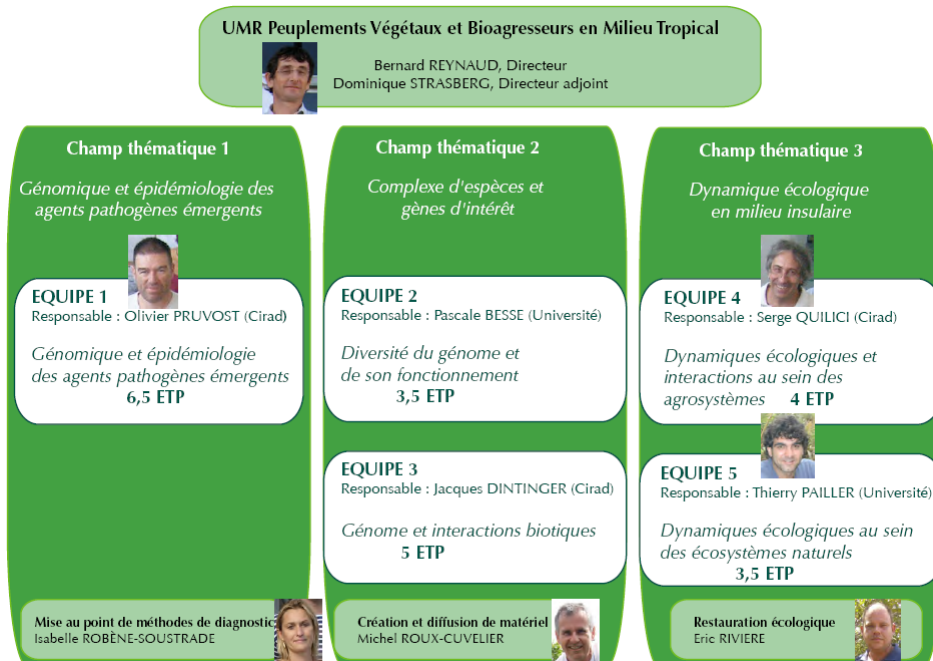 UMR Peuplements Végétaux et Bioagresseurs en Milieu Tropical
Bernard REYNAUD, Directeur
Dominique STRASBERG, Directeur adjoint
Champ thématique 1
Génomique et épidémiologie des
agents pathogènes émergents
EQUIPE 1
Responsable : Olivier PRUVOST (Cirad)
Génomique et épidémiologie
des agents pathogènes émergents
6,5 ETP
Mise au point de méthodes de diagnostic
Isabelle ROBÈNE-SOUSTRADE
Champ thématique 2
Complexe d'espèces et
gènes d'intérêt
EQUIPE 2
Responsable : Pascale BESSE (Université)
Diversité du génome et
de son fonctionnement
3,5 ETP
EQUIPE 3
Responsable : Jacques DINTINGER (Cirad)
Génome et interactions biotiques
5 ETP
Création et diffusion de matériel
Michel ROUX-CUVELIER
Champ thématique 3
Dynamique écologique
en milieu insulaire
EQUIPE 4
Responsable : Serge QUILICI (Cirad)
Dynamiques écologiques et
interactions au sein des
agrosystèmes 4 ETP
EQUIPE 5
Responsable : Thierry PAILLER (Université)
Dynamiques écologiques au sein
des écosystèmes naturels
3,5 ETP
Restauration écologique
Eric RIVIERE